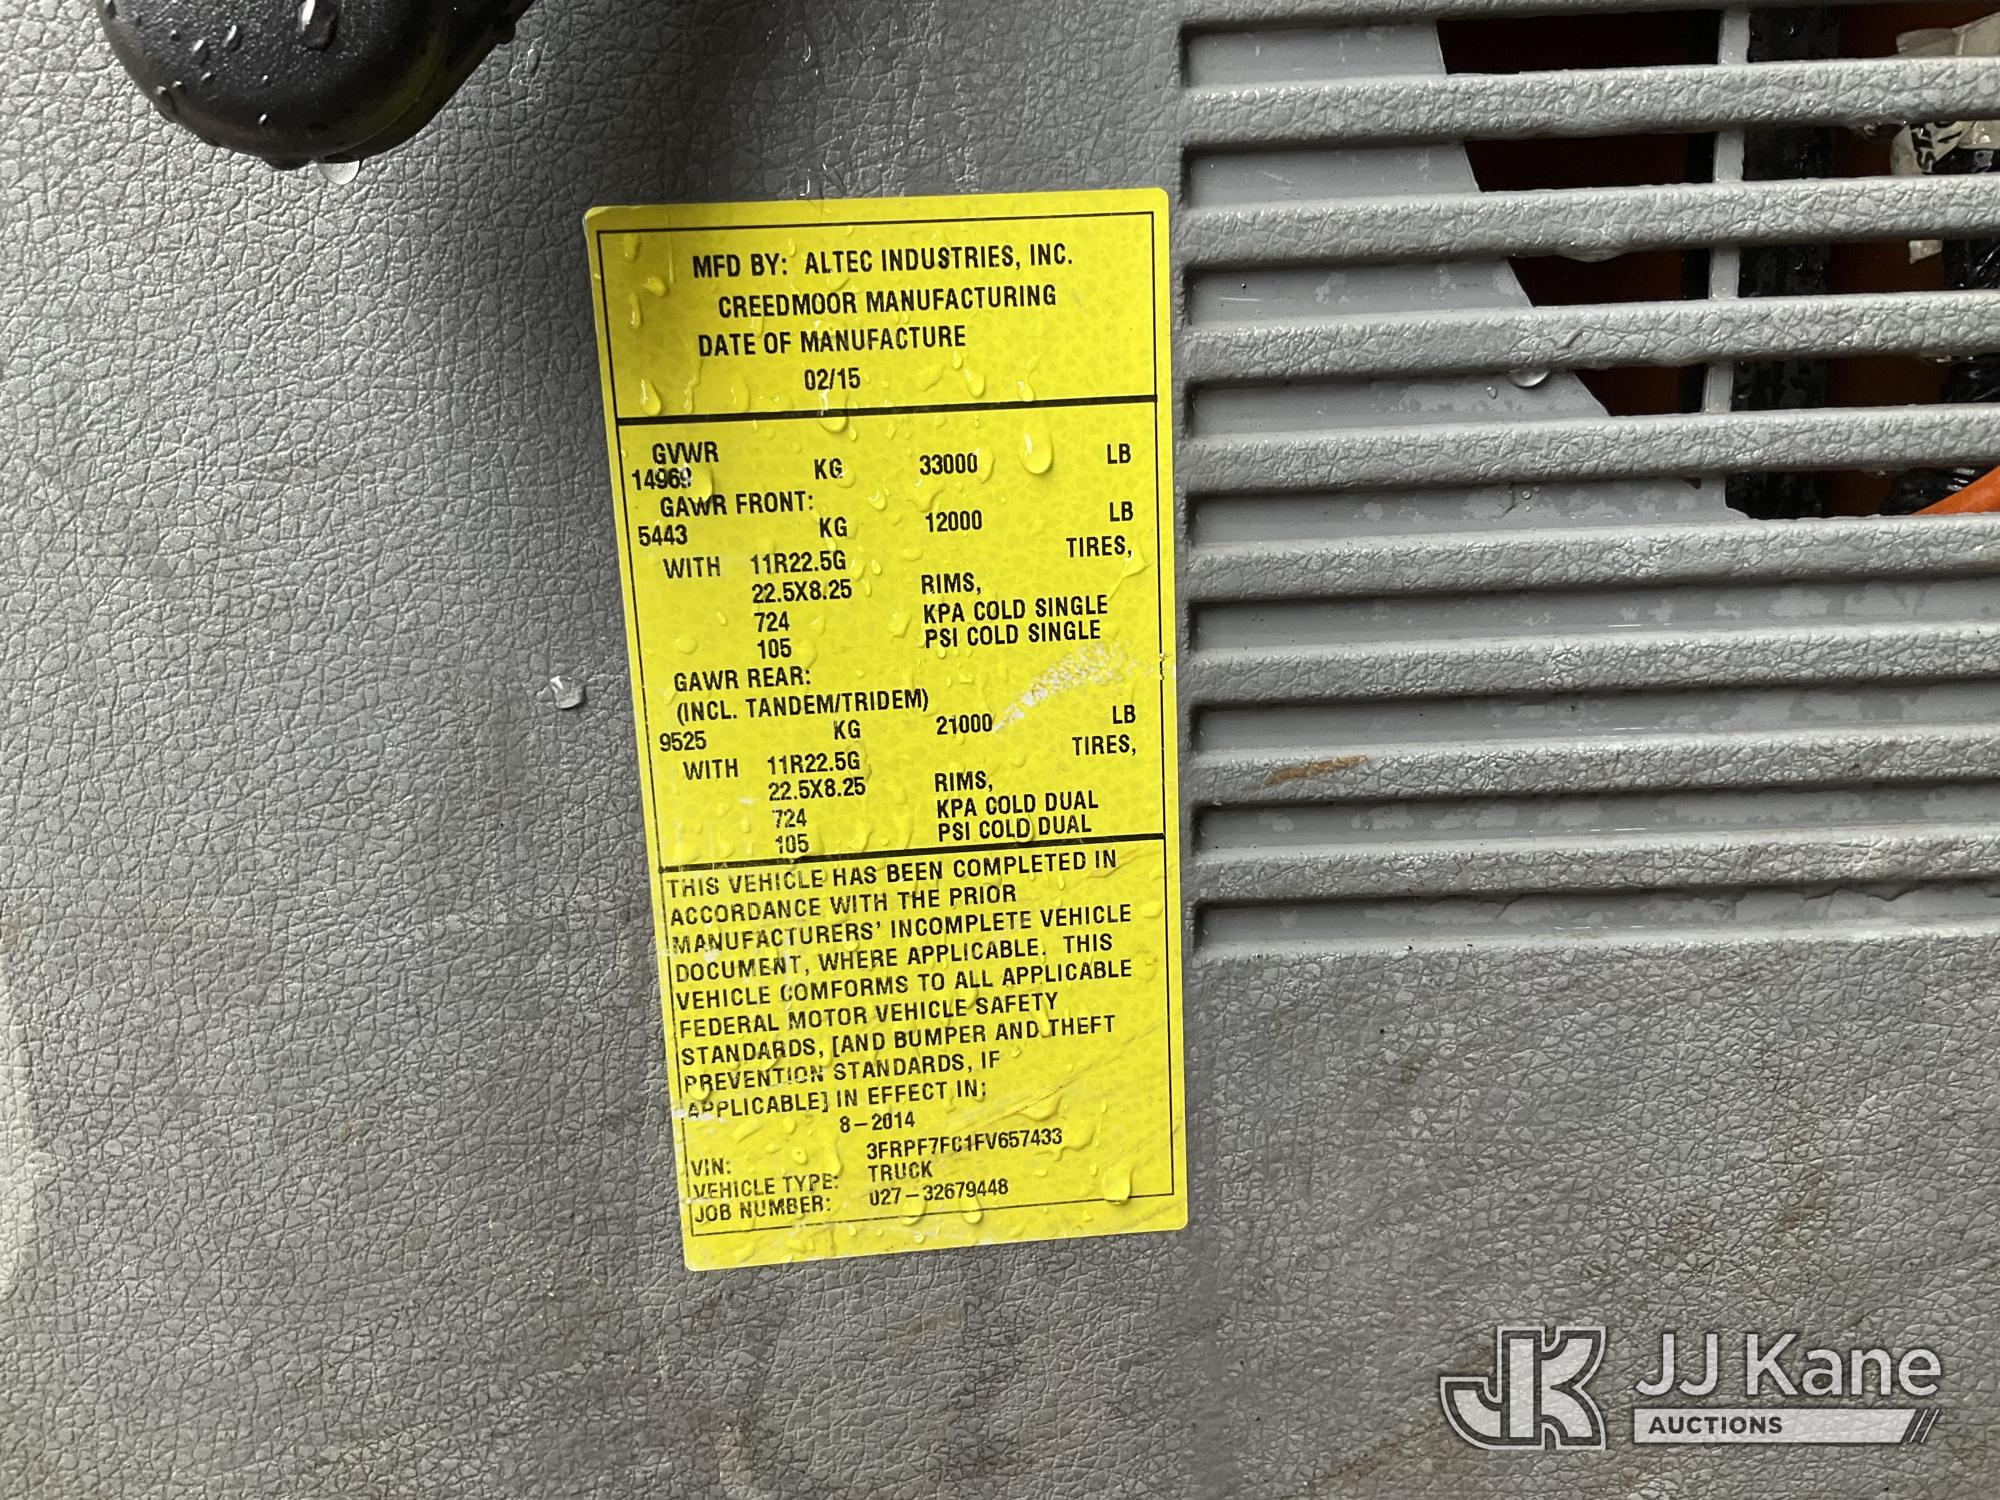 MFD BY: ALTEC INDUSTRIES, INC.
CREEDMOOR MANUFACTURING
DATE OF MANUFACTURE
02/15
GVWR
14969 KG 33000 LB
GAWR FRONT:
5443 KG 12000 LB
WITH 11R22.5G TIRES,
22.5X8.25 RIMS,
724 KPA COLD SINGLE
105 PSI COLD SINGLE
GAWR REAR:
(INCL. TANDEM/TRIDEM)
9525 KG 21000 LB
WITH 11R22.5G TIRES,
22.5X8.25 RIMS,
724 KPA COLD DUAL
105 PSI COLD DUAL
THIS VEHICLE HAS BEEN COMPLETED IN
ACCORDANCE WITH THE PRIOR
MANUFACTURERS' INCOMPLETE VEHICLE
DOCUMENT, WHERE APPLICABLE. THIS
VEHICLE COMFORMS TO ALL APPLICABLE
FEDERAL MOTOR VEHICLE SAFETY
STANDARDS, [AND BUMPER AND THEFT
PREVENTION STANDARDS, IF
APPLICABLE] IN EFFECT IN:
8-2014
VIN: 3FRPF7FC1FV657433
VEHICLE TYPE: TRUCK
JOB NUMBER: 027-32679448
JK JJ Kane
AUCTIONS